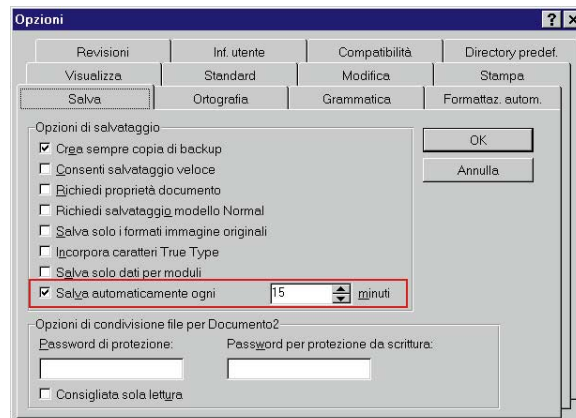 Opzioni
Revisioni Inf. utente Compatibilità Directory predef.
Visualizza Standard Modifica Stampa
Salva Ortografia Grammatica Formattaz. autom.
Opzioni di salvataggio
Crea sempre copia di backup
Consenti salvataggio veloce
Richiedi proprietà documento
Richiedi salvataggio modello Normal
Salva solo i formati immagine originali
Incorpora caratteri True Type
Salva solo dati per moduli
Salva automaticamente ogni 15 minuti
OK
Annulla
Opzioni di condivisione file per Documento2
Password di protezione: Password per protezione da scrittura:
Consigliata sola lettura